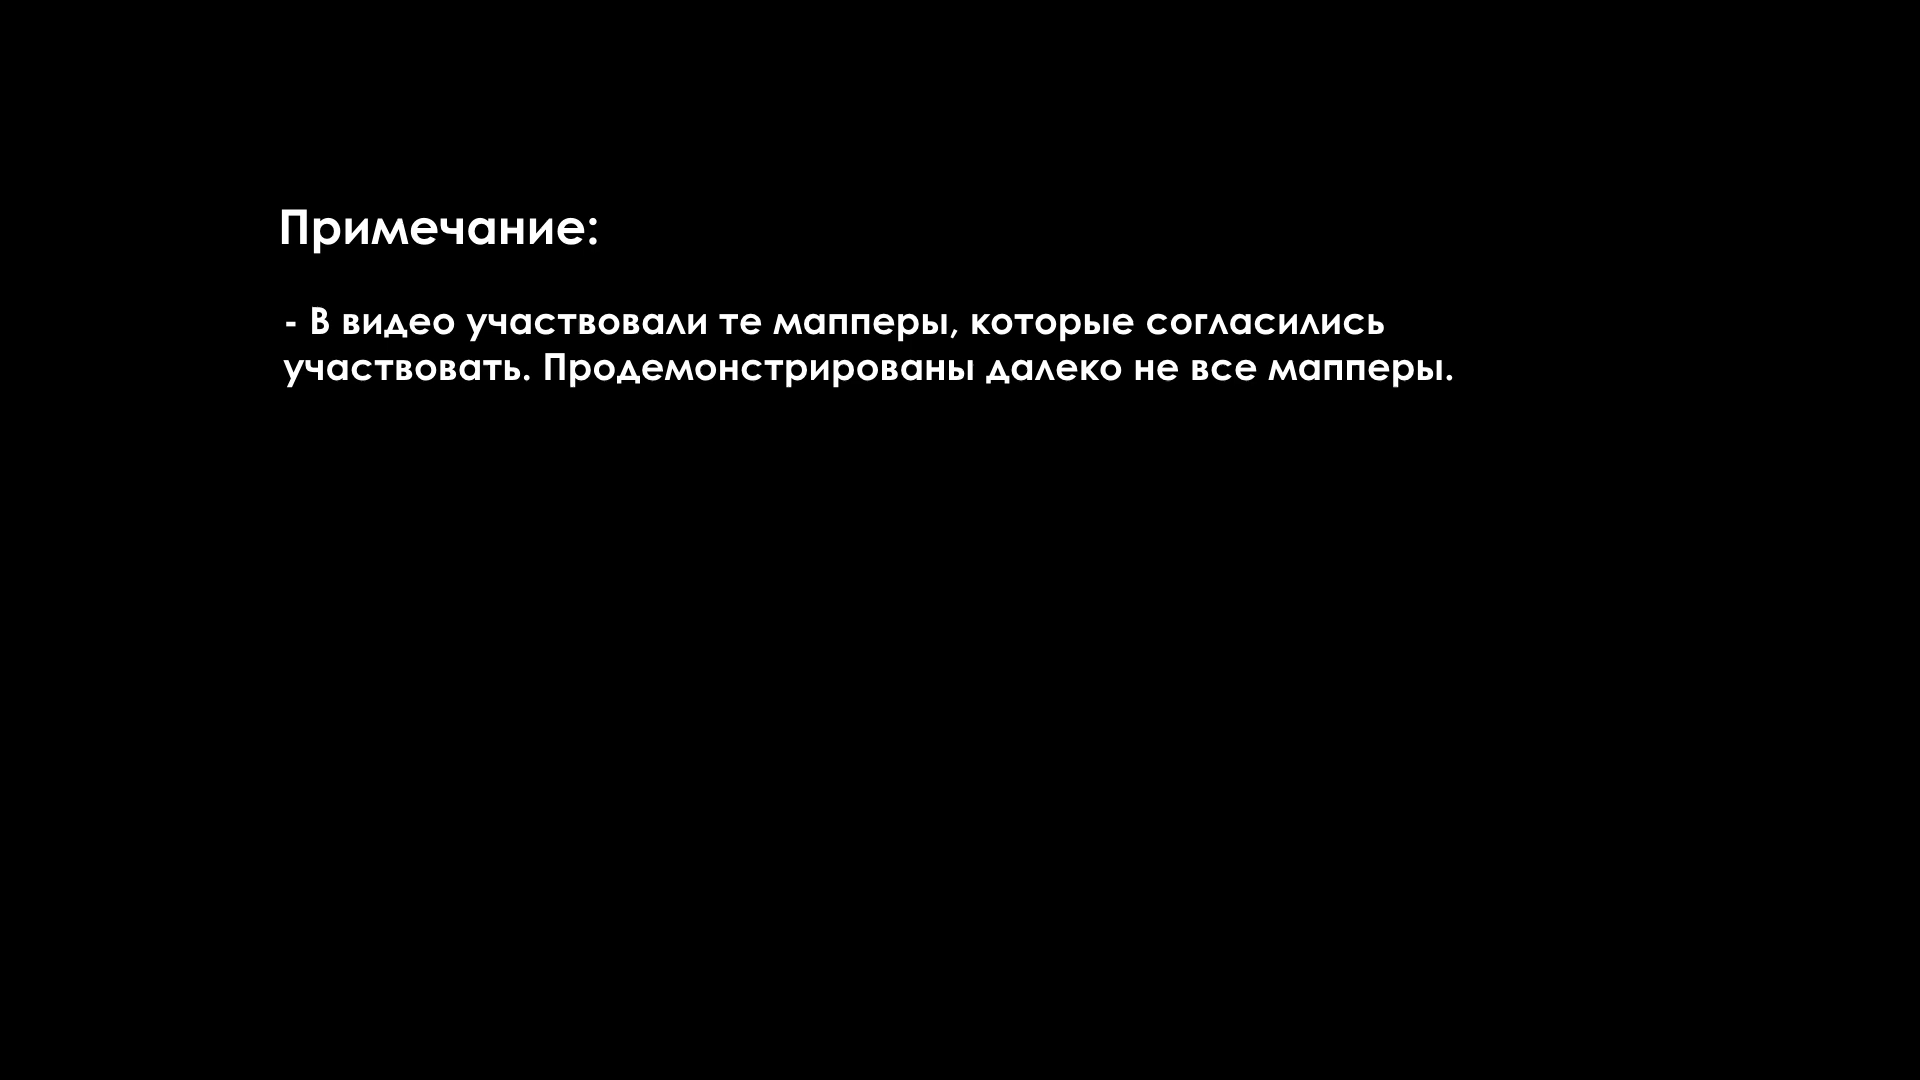 Примечание:
- В видео участвовали те мапперы, которые согласились
участвовать. Продемонстрированы далеко не все мапперы.